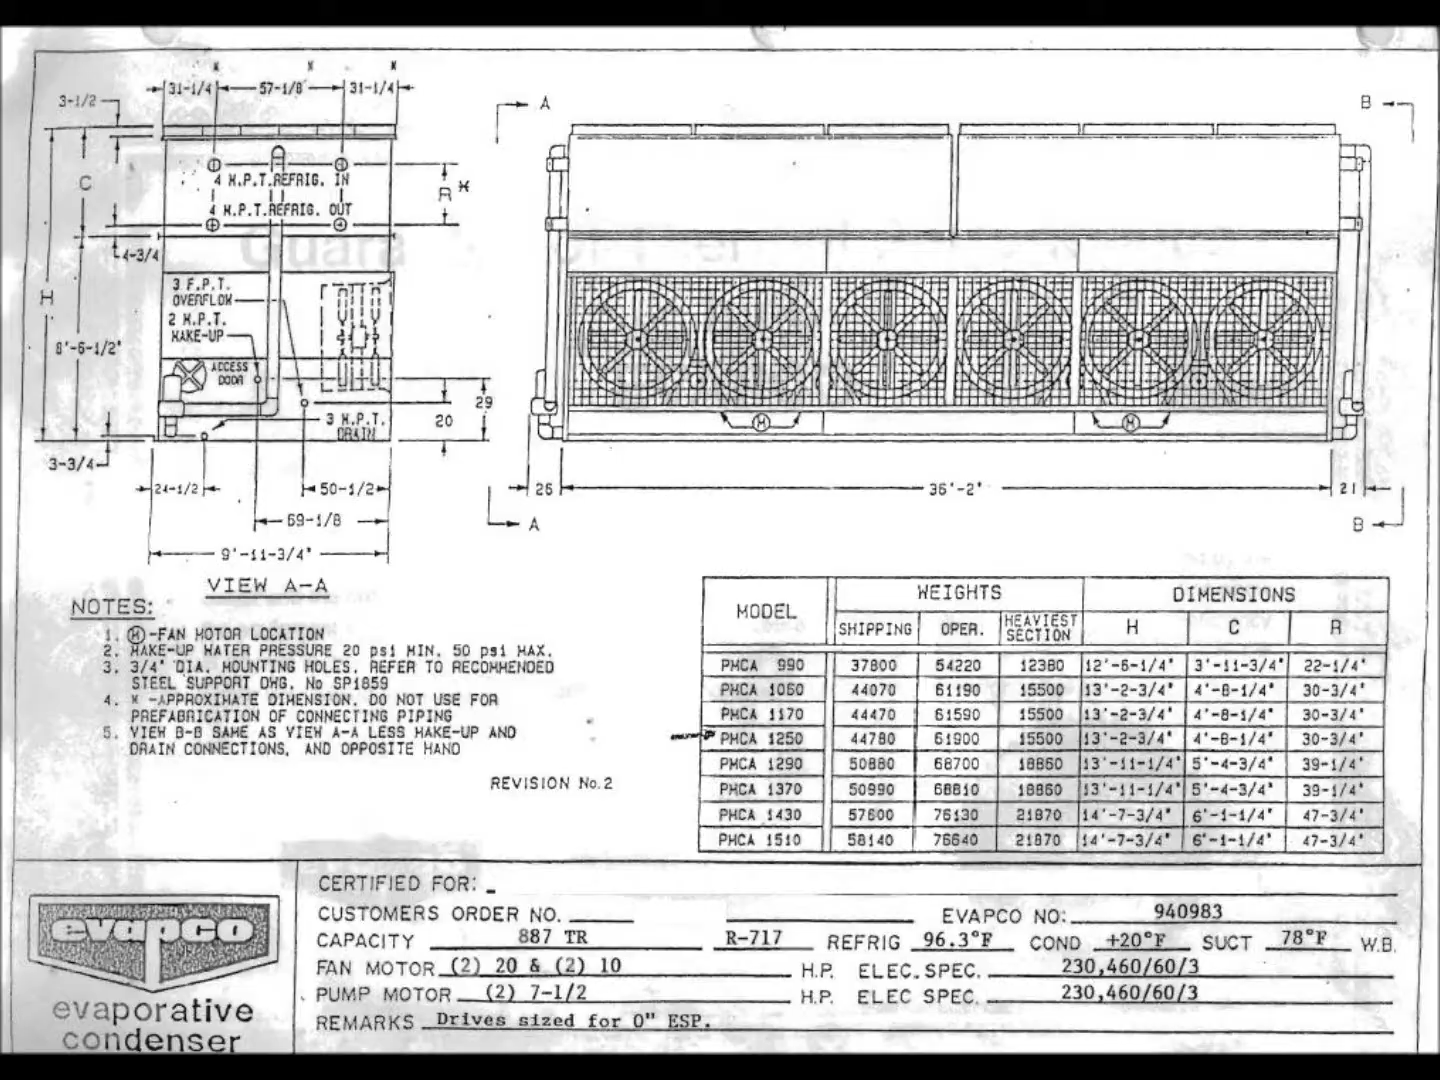 31-1/4 57-1/8 31-1/4
3-1/2
C
4 M.P.T.REFRIG. IN
4 M.P.T.REFRIG. OUT
R
4-3/4
H
3 F.P.T.
OVERFLOW
2 M.P.T.
MAKE-UP
8'-6-1/2"
ACCESS
DOOR
3 M.P.T.
DRAIN
20
29
3-3/4
24-1/2
50-1/2
69-1/8
9'-11-3/4"
VIEW A-A
A
B
M M
26 36'-2" 21
A
B
NOTES:
1. M-FAN MOTOR LOCATION
2. MAKE-UP WATER PRESSURE 20 psi MIN. 50 psi MAX.
3. 3/4" DIA. MOUNTING HOLES. REFER TO RECOMMENDED
STEEL SUPPORT DWG. No SP1859
4. * -APPROXIMATE DIMENSION. DO NOT USE FOR
PREFABRICATION OF CONNECTING PIPING
5. VIEW B-B SAME AS VIEW A-A LESS MAKE-UP AND
DRAIN CONNECTIONS, AND OPPOSITE HAND
REVISION No.2
MODEL WEIGHTS DIMENSIONS
SHIPPING OPER. HEAVIEST SECTION H C R
PMCA 990 37800 54220 12380 12'-6-1/4" 3'-11-3/4" 22-1/4"
PMCA 1060 44070 61190 15500 13'-2-3/4" 4'-8-1/4" 30-3/4"
PMCA 1170 44470 61590 15500 13'-2-3/4" 4'-8-1/4" 30-3/4"
PMCA 1250 44780 61900 15500 13'-2-3/4" 4'-8-1/4" 30-3/4"
PMCA 1290 50880 68700 18860 13'-11-1/4" 5'-4-3/4" 39-1/4"
PMCA 1370 50990 68810 18860 13'-11-1/4" 5'-4-3/4" 39-1/4"
PMCA 1430 57600 76130 21870 14'-7-3/4" 6'-1-1/4" 47-3/4"
PMCA 1510 58140 76640 21870 14'-7-3/4" 6'-1-1/4" 47-3/4"
evapco
evaporative
condenser
CERTIFIED FOR:
CUSTOMERS ORDER NO. EVAPCO NO: 940983
CAPACITY 887 TR R-717 REFRIG 96.3°F COND +20°F SUCT 78°F W.B.
FAN MOTOR (2) 20 & (2) 10 H.P. ELEC. SPEC. 230,460/60/3
PUMP MOTOR (2) 7-1/2 H.P. ELEC SPEC. 230,460/60/3
REMARKS Drives sized for 0" ESP.